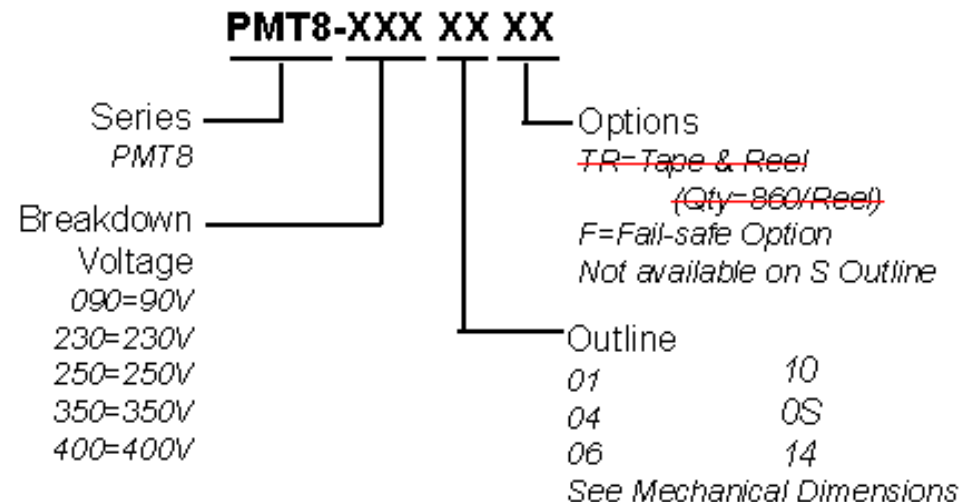 PMT8-XXX XX XX
Series
PMT8
Breakdown
Voltage
090=90V
230=230V
250=250V
350=350V
400=400V
Options
TR=Tape & Reel
(Qty=860/Reel)
F=Fail-safe Option
Not available on S Outline
Outline
01 10
04 0S
06 14
See Mechanical Dimensions